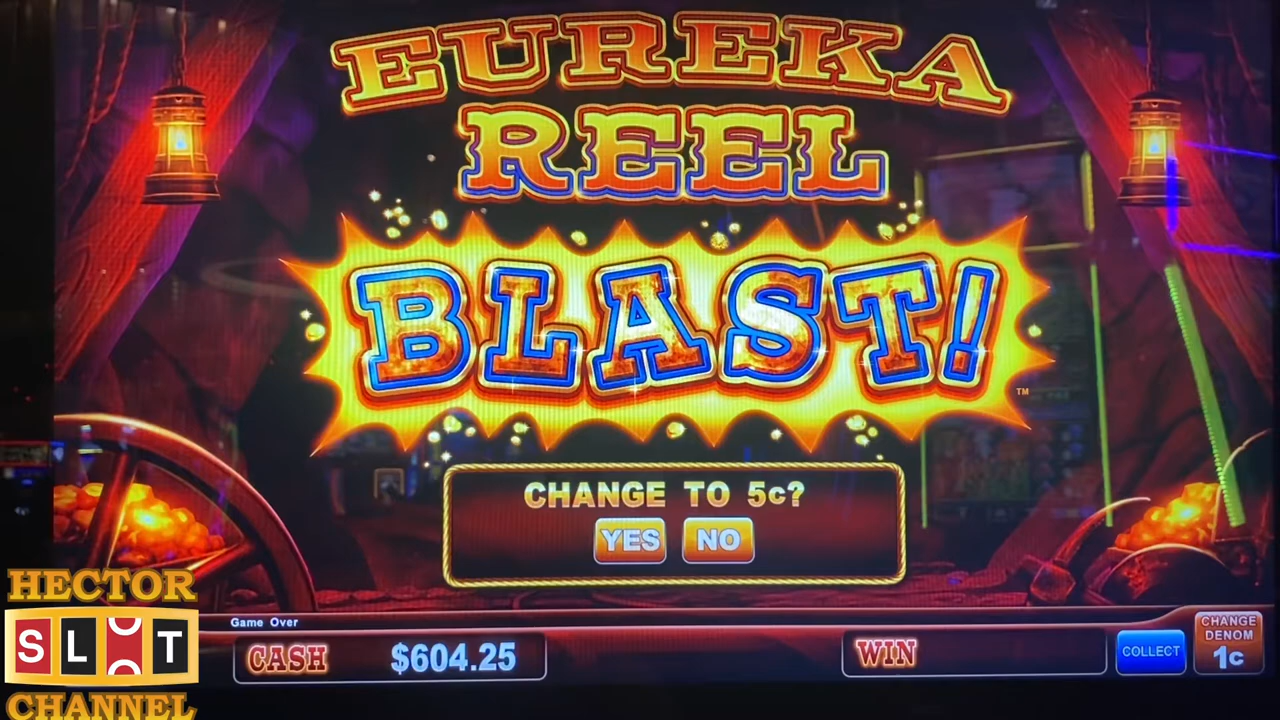 EUREKA
REEL
BLAST!
™
CHANGE TO 5c?
YES NO
Game Over
CASH $604.25
WIN
COLLECT
CHANGE
DENOM
1c
HECTOR
SLOT
CHANNEL